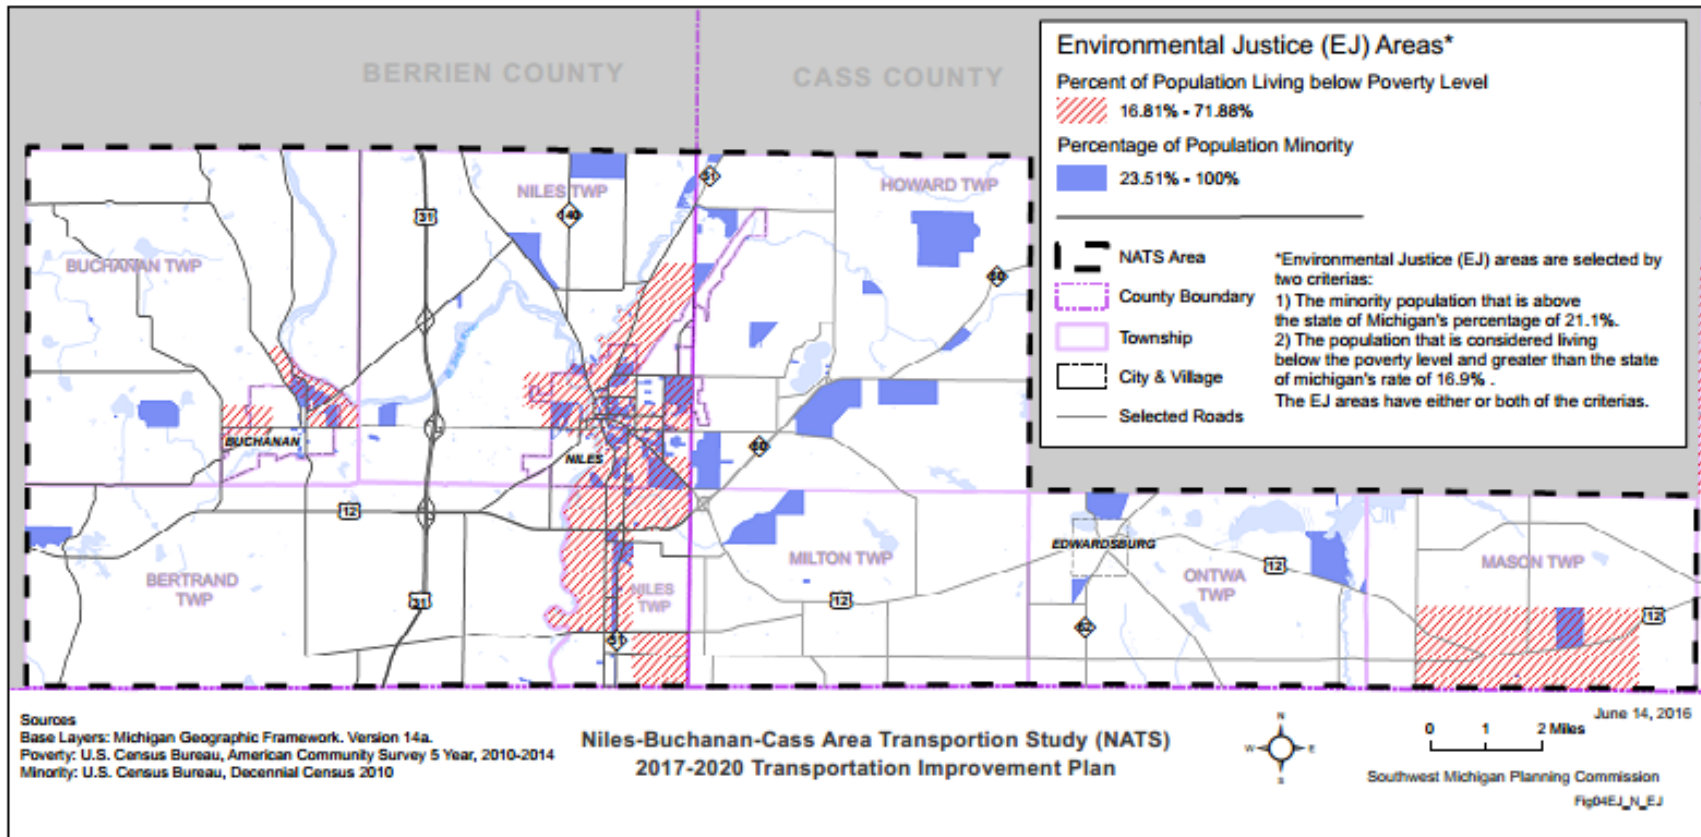 BERRIEN COUNTY
CASS COUNTY
Environmental Justice (EJ) Areas*
Percent of Population Living below Poverty Level
16.81% - 71.88%
Percentage of Population Minority
23.51% - 100%
NATS Area
County Boundary
Township
City & Village
Selected Roads
*Environmental Justice (EJ) areas are selected by
two criterias:
1) The minority population that is above
the state of Michigan's percentage of 21.1%.
2) The population that is considered living
below the poverty level and greater than the state
of michigan's rate of 16.9% .
The EJ areas have either or both of the criterias.
NILES TWP
51
HOWARD TWP
31
140
BUCHANAN TWP
60
BUCHANAN
NILES
60
12
BERTRAND
TWP
31
NILES
TWP
51
MILTON TWP
12
EDWARDSBURG
62
ONTWA
TWP
12
MASON TWP
12
Sources
Base Layers: Michigan Geographic Framework. Version 14a.
Poverty: U.S. Census Bureau, American Community Survey 5 Year, 2010-2014
Minority: U.S. Census Bureau, Decennial Census 2010
Niles-Buchanan-Cass Area Transportion Study (NATS)
2017-2020 Transportation Improvement Plan
N
W
E
S
June 14, 2016
0 1 2 Miles
Southwest Michigan Planning Commission
Fig04EJ_N_EJ